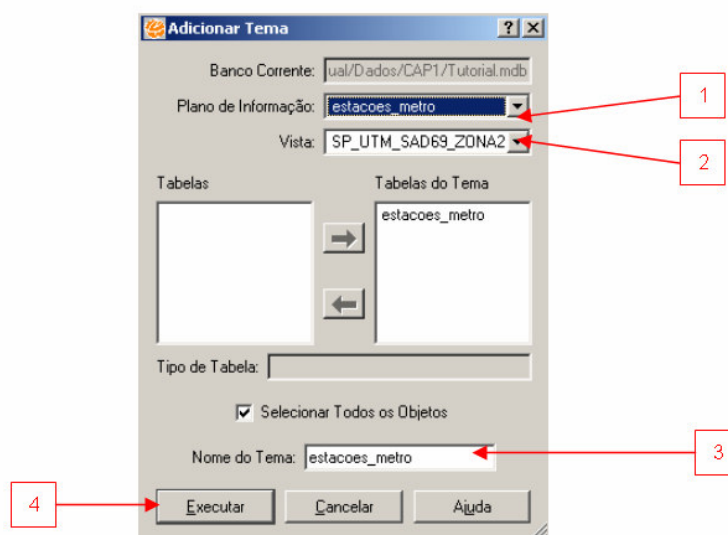 Adicionar Tema
Banco Corrente: ual/Dados/CAP1/Tutorial.mdb
Plano de Informação: estacoes_metro
1
Vista: SP_UTM_SAD69_ZONA2
2
Tabelas Tabelas do Tema
estacoes_metro
Tipo de Tabela:
Selecionar Todos os Objetos
Nome do Tema: estacoes_metro
3
4
Executar Cancelar Ajuda